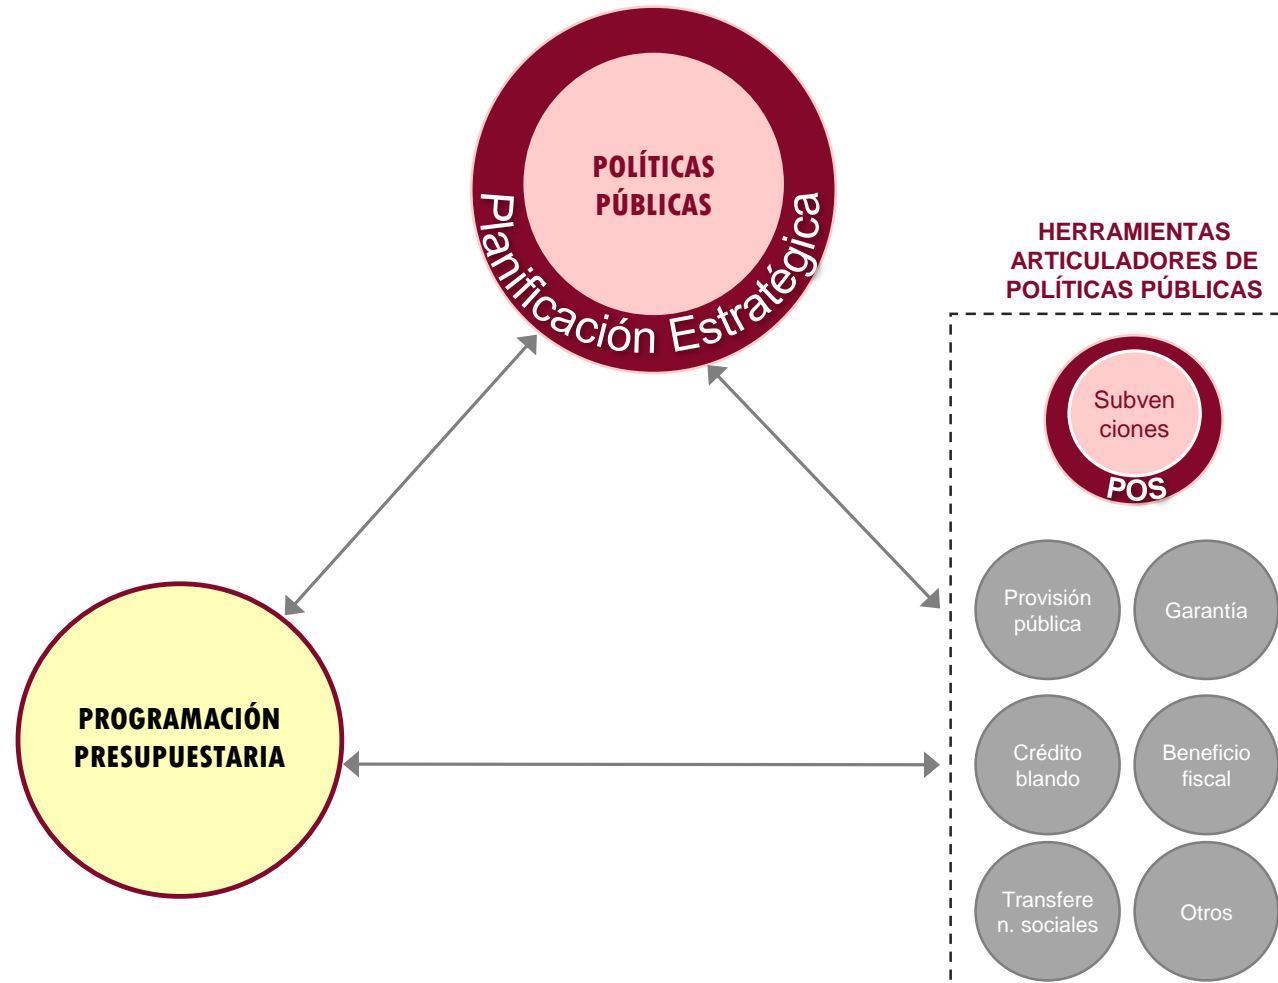 POLÍTICAS
PÚBLICAS
Planificación Estratégica
HERRAMIENTAS
ARTICULADORES DE
POLÍTICAS PÚBLICAS
Subven
ciones
POS
Provisión
pública
Garantía
Crédito
blando
Beneficio
fiscal
Transfere
n. sociales
Otros
PROGRAMACIÓN
PRESUPUESTARIA